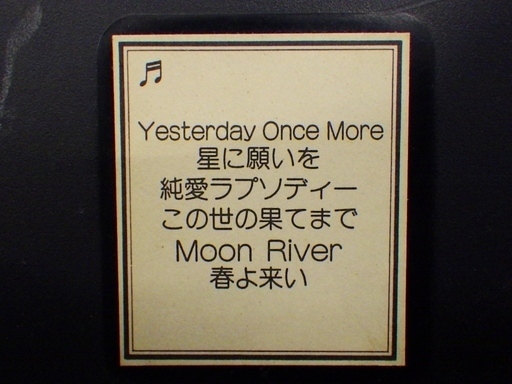 Yesterday Once More
星に願いを
純愛ラプソディー
この世の果てまで
Moon River
春よ来い